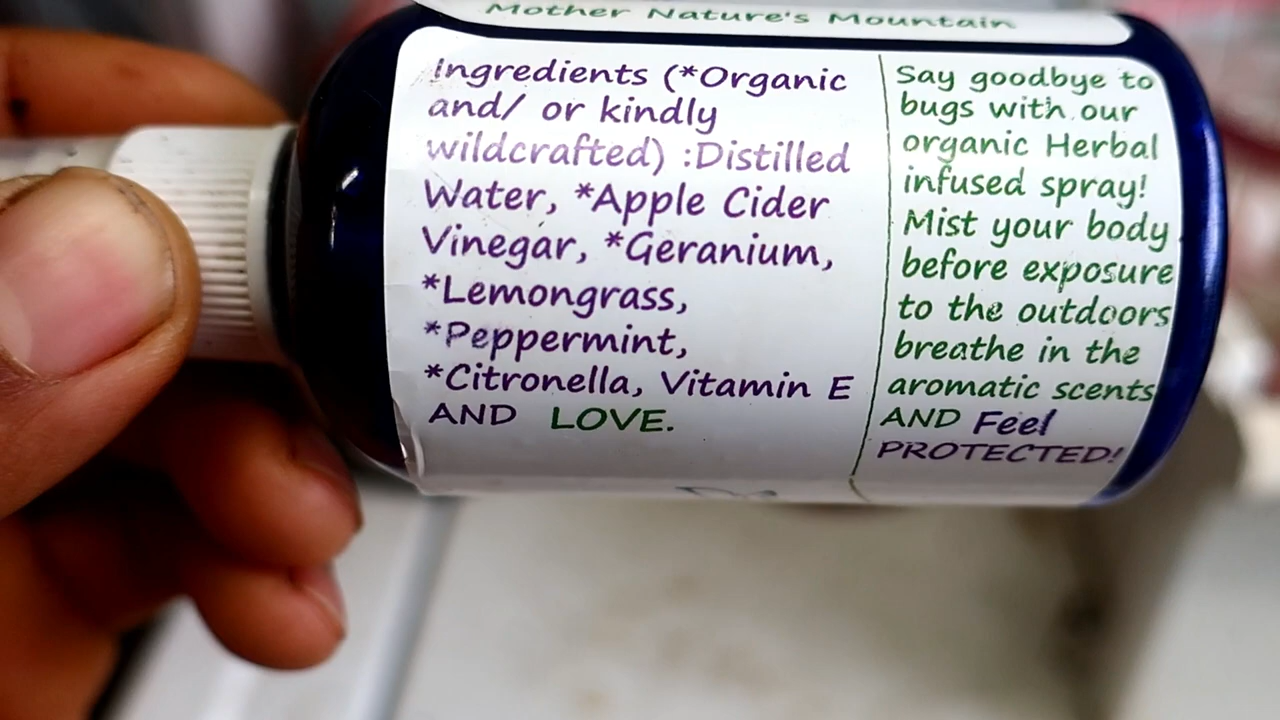 Mother Nature's Mountain
Ingredients (*Organic
and/ or kindly
wildcrafted) :Distilled
Water, *Apple Cider
Vinegar, *Geranium,
*Lemongrass,
*Peppermint,
*Citronella, Vitamin E
AND LOVE.
Say goodbye to
bugs with our
organic Herbal
infused spray!
Mist your body
before exposure
to the outdoors
breathe in the
aromatic scents
AND Feel
PROTECTED!